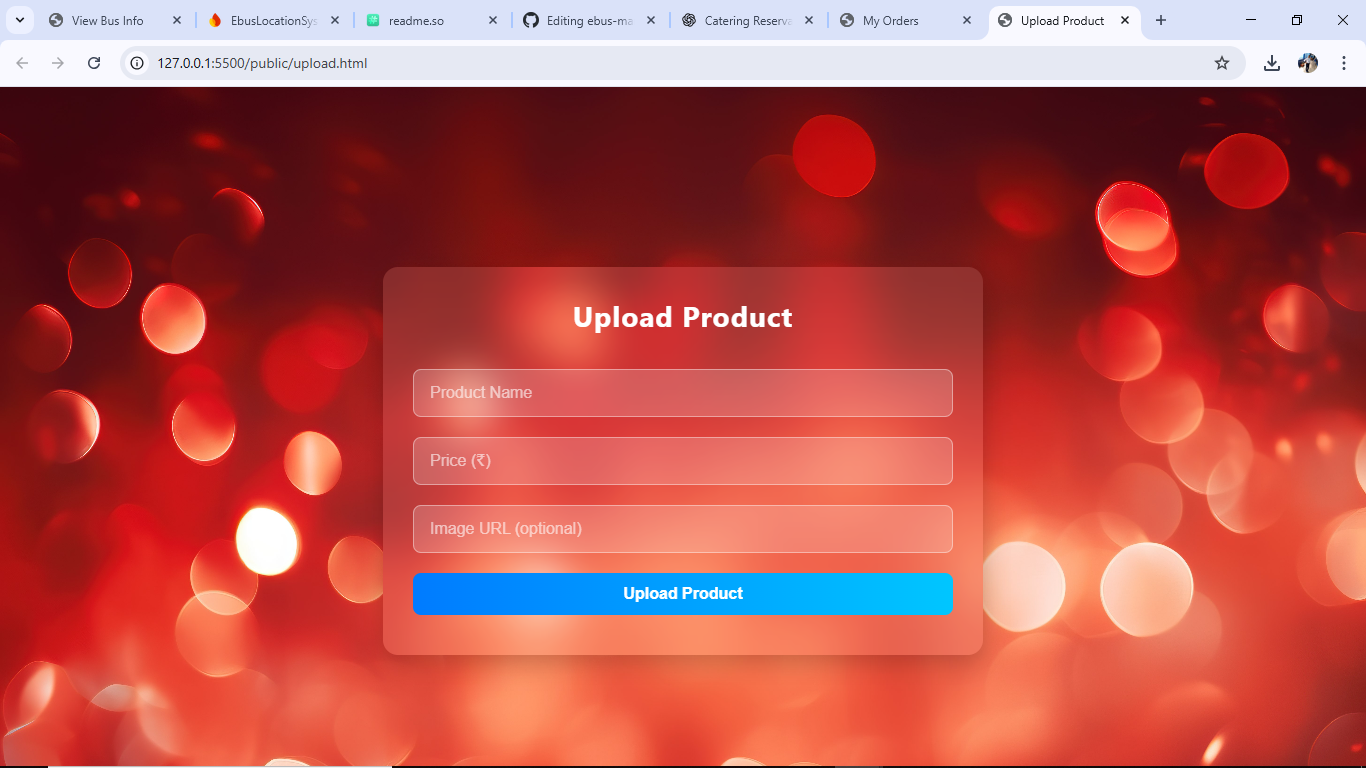 View Bus Info
EbusLocationSys
readme.so
Editing ebus-ma
Catering Reserva
My Orders
Upload Product
127.0.0.1:5500/public/upload.html
Upload Product
Product Name
Price (₹)
Image URL (optional)
Upload Product